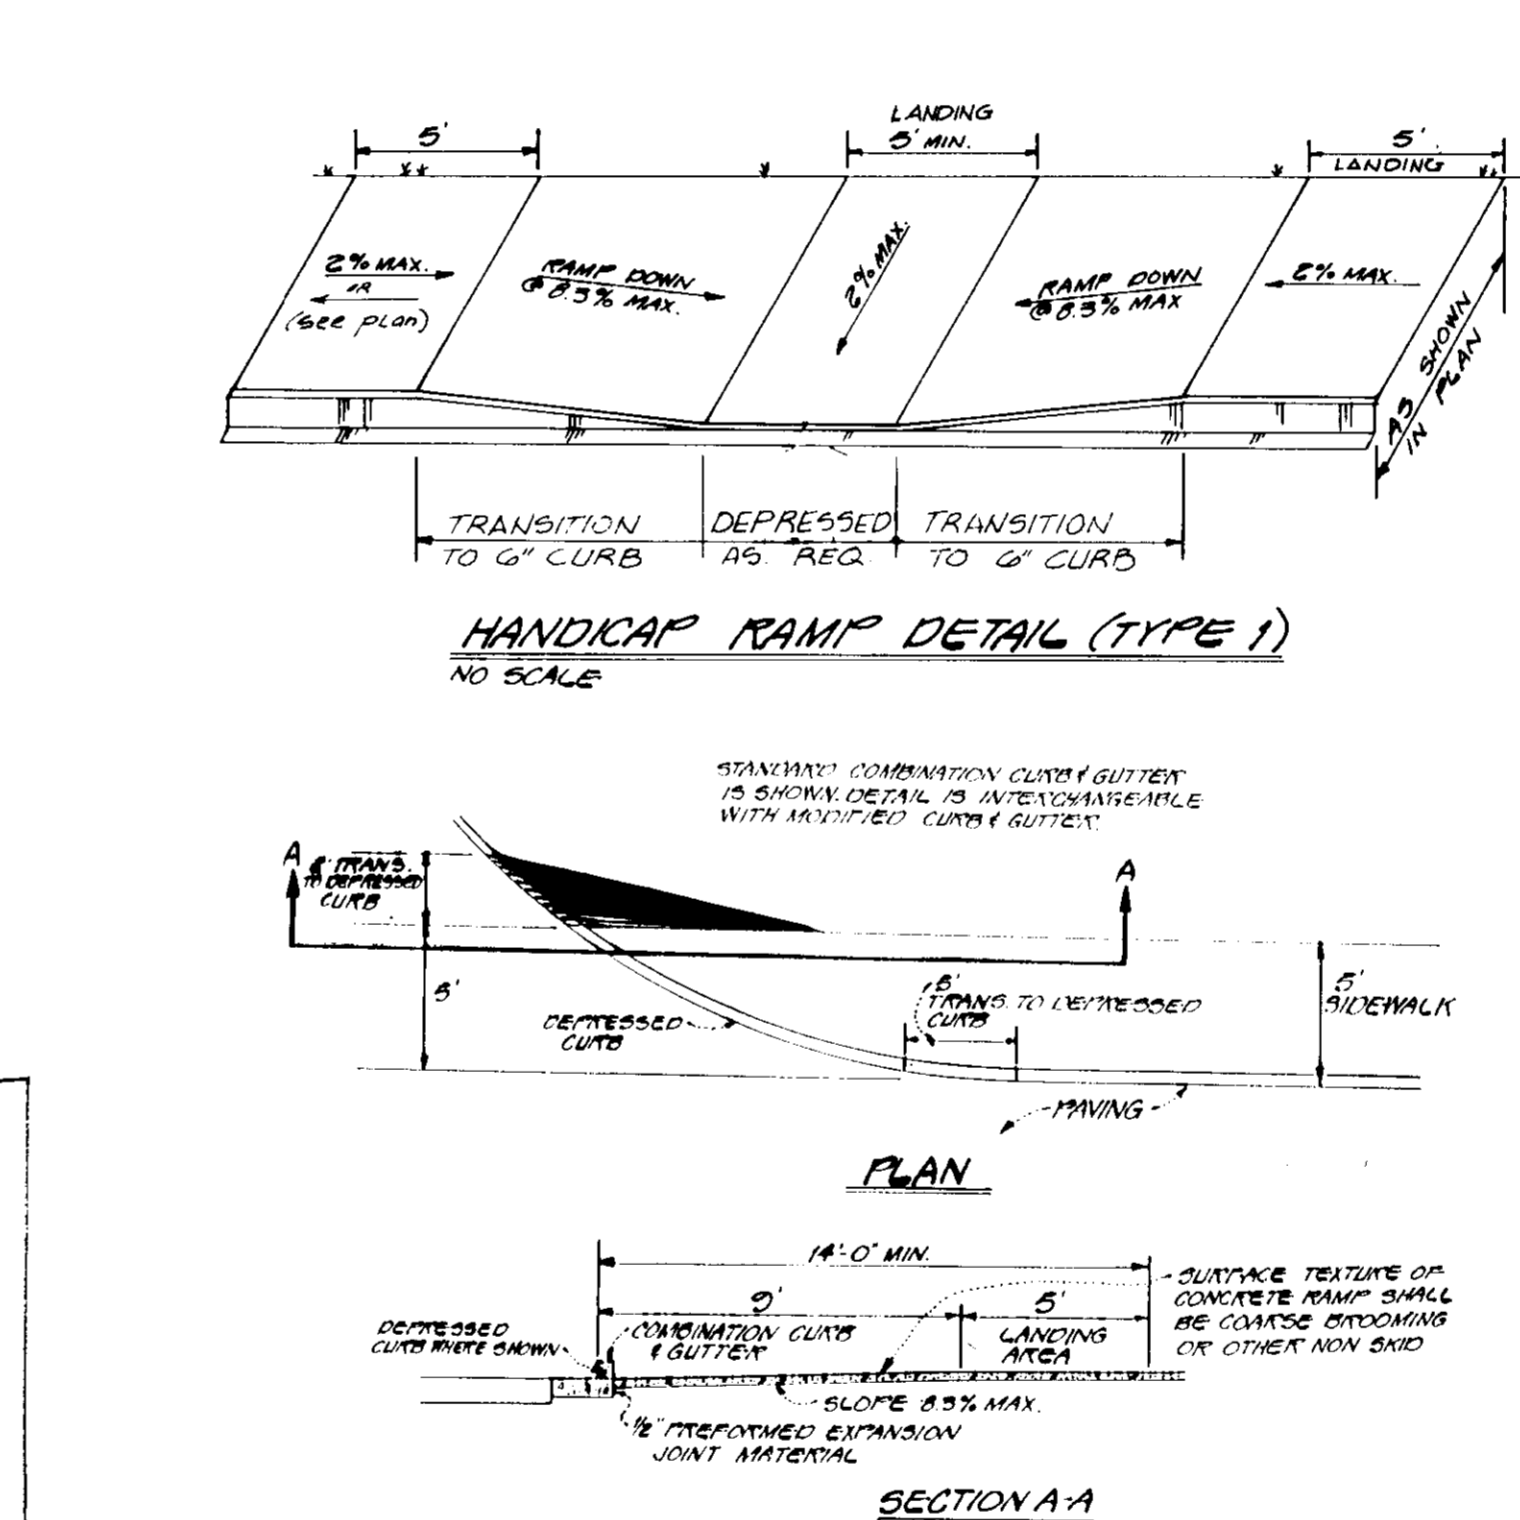 LANDING
5'
5' MIN.
5'
LANDING
2% MAX.
OR
(see plan)
RAMP DOWN
@ 8.3% MAX.
2% MAX.
RAMP DOWN
@ 8.3% MAX
2% MAX.
AS SHOWN
IN PLAN
TRANSITION
TO 6" CURB
DEPRESSED
AS REQ.
TRANSITION
TO 6" CURB
HANDICAP RAMP DETAIL (TYPE 1)
NO SCALE
STANDARD COMBINATION CURB & GUTTER
IS SHOWN. DETAIL IS INTERCHANGEABLE
WITH MODIFIED CURB & GUTTER.
A
TRANS.
TO DEPRESSED
CURB
A
5'
DEPRESSED
CURB
5'
TRANS. TO DEPRESSED
CURB
5'
SIDEWALK
PAVING
PLAN
14'-0" MIN.
9'
5'
SURFACE TEXTURE OF
CONCRETE RAMP SHALL
BE COARSE BROOMING
OR OTHER NON SKID
DEPRESSED
CURB WHERE SHOWN
COMBINATION CURB
& GUTTER
LANDING
AREA
SLOPE 8.3% MAX.
1/2" PREFORMED EXPANSION
JOINT MATERIAL
SECTION A-A